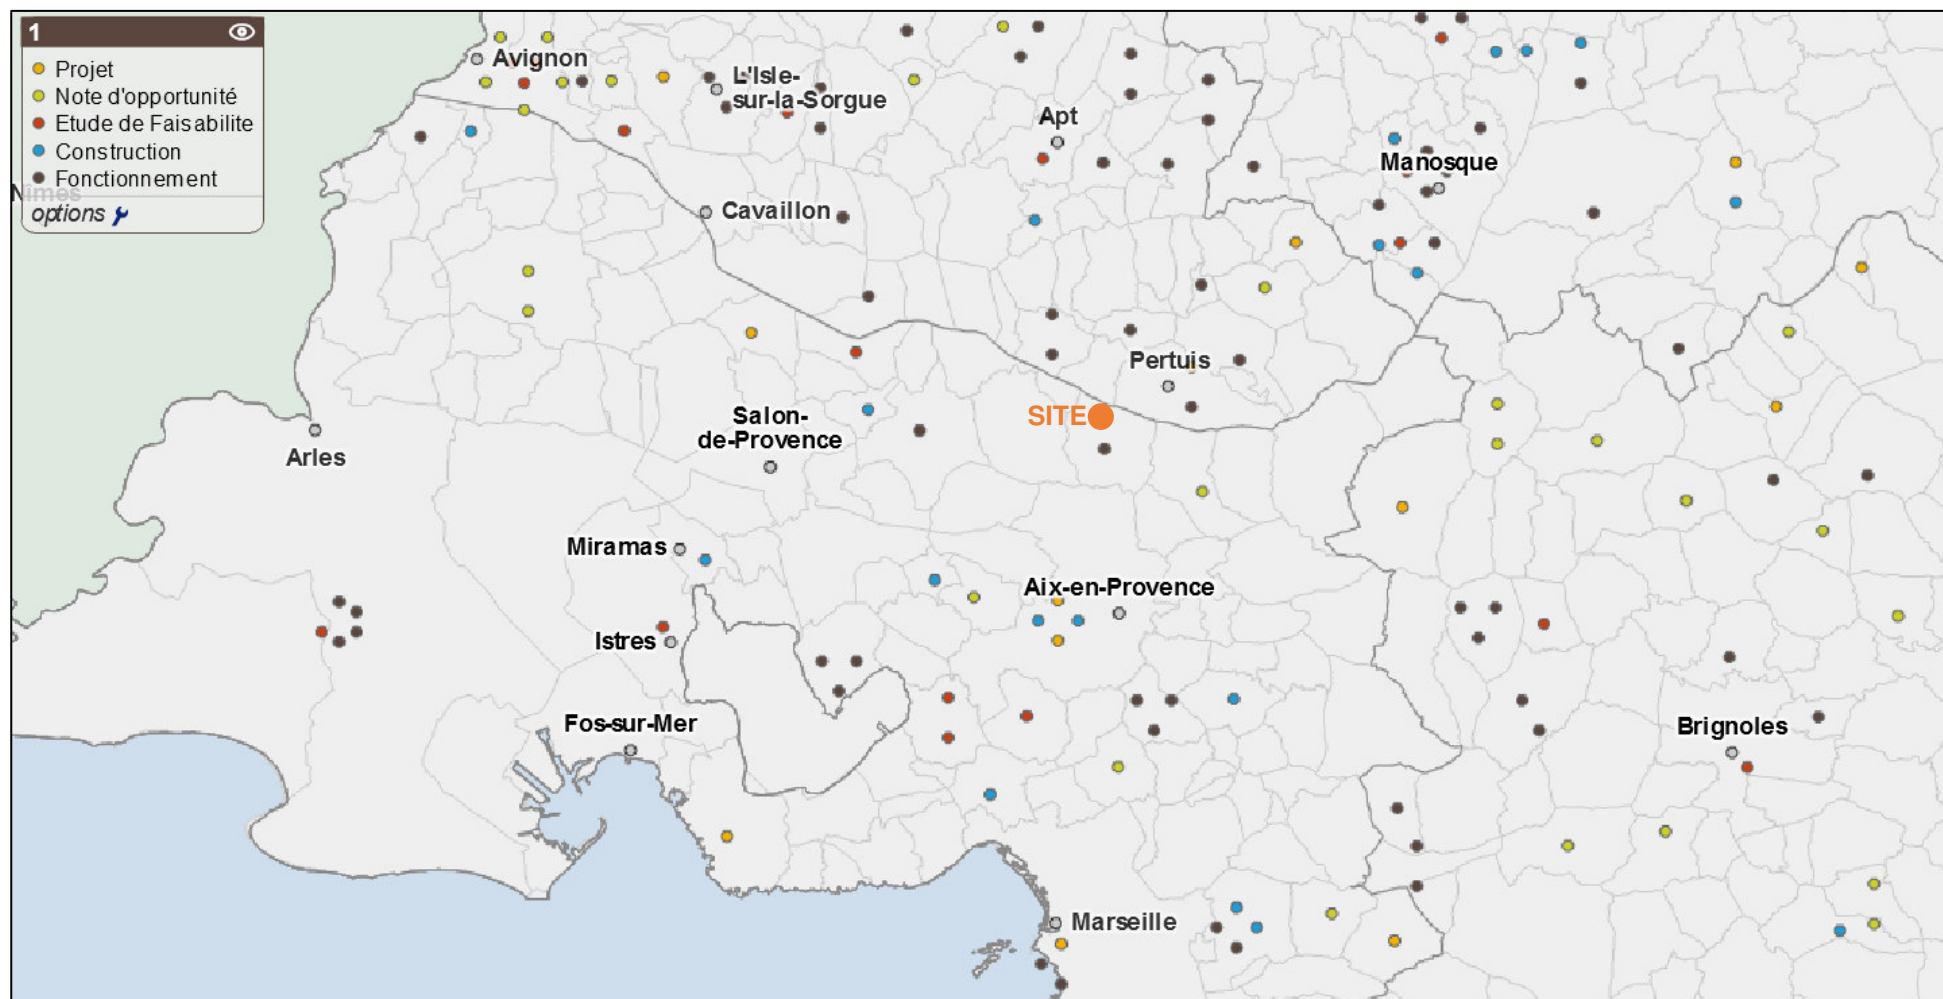 1
Projet
Note d'opportunité
Etude de Faisabilite
Construction
Fonctionnement
Nîmes
options
Avignon
L'Isle-
sur-la-Sorgue
Apt
Manosque
Cavaillon
Pertuis
SITE
Salon-
de-Provence
Arles
Miramas
Aix-en-Provence
Istres
Fos-sur-Mer
Brignoles
Marseille